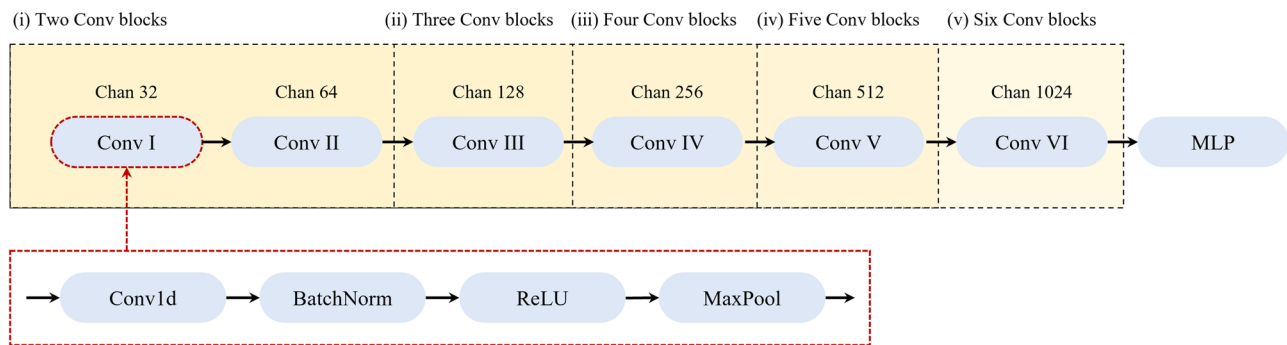 (i) Two Conv blocks (ii) Three Conv blocks (iii) Four Conv blocks (iv) Five Conv blocks (v) Six Conv blocks
Chan 32 Chan 64 Chan 128 Chan 256 Chan 512 Chan 1024
Conv I Conv II Conv III Conv IV Conv V Conv VI MLP
Conv1d BatchNorm ReLU MaxPool